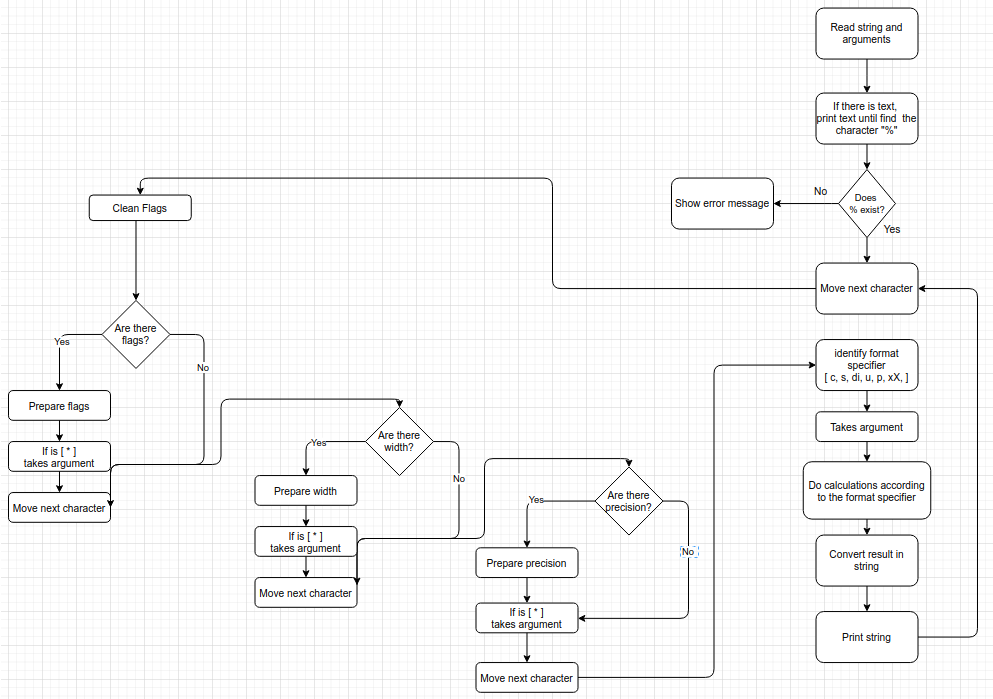 Read string and
arguments
If there is text,
print text until find the
character "%"
Does
% exist?
No
Yes
Show error message
Move next character
Clean Flags
Are there
flags?
Yes
No
Prepare flags
If is [ * ]
takes argument
Move next character
Are there
width?
Yes
No
Prepare width
If is [ * ]
takes argument
Move next character
Are there
precision?
Yes
No
Prepare precision
If is [ * ]
takes argument
Move next character
identify format
specifier
[ c, s, di, u, p, xX, ]
Takes argument
Do calculations according
to the format specifier
Convert result in
string
Print string